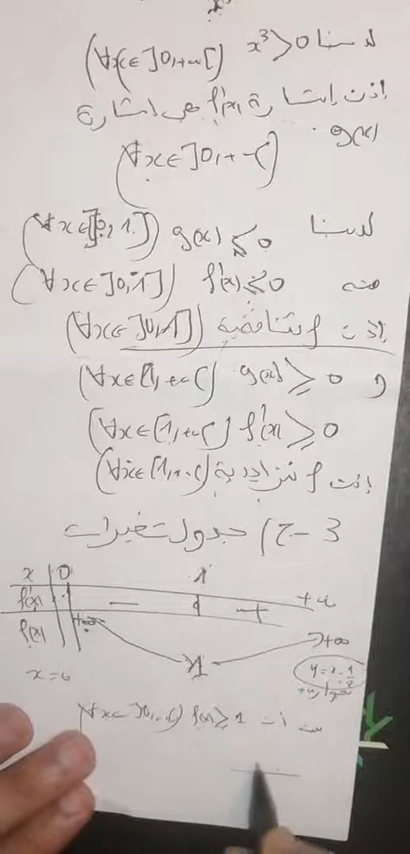 لدينا x³>0 (∀x∈]0,+∞[)
إذن إشارة f'(x) هي إشارة
g(x)
(∀x∈]0,+∞[)
لدينا g(x) ≤ 0 (∀x∈]0,1])
منه f'(x) ≤ 0 (∀x∈]0,1])
إذن f تناقصية (∀x∈]0,1])
و g(x) ≥ 0 (∀x∈[1,+∞[)
f'(x) ≥ 0 (∀x∈[1,+∞[)
إذن f تزايدية (∀x∈[1,+∞[)
3 - ج) جدول تغيرات
x 0 1 +∞
f'(x) - 0 +
f(x) +∞ 1 +∞
x=0
∀x∈]0,+∞[ f(x) ≥ 1